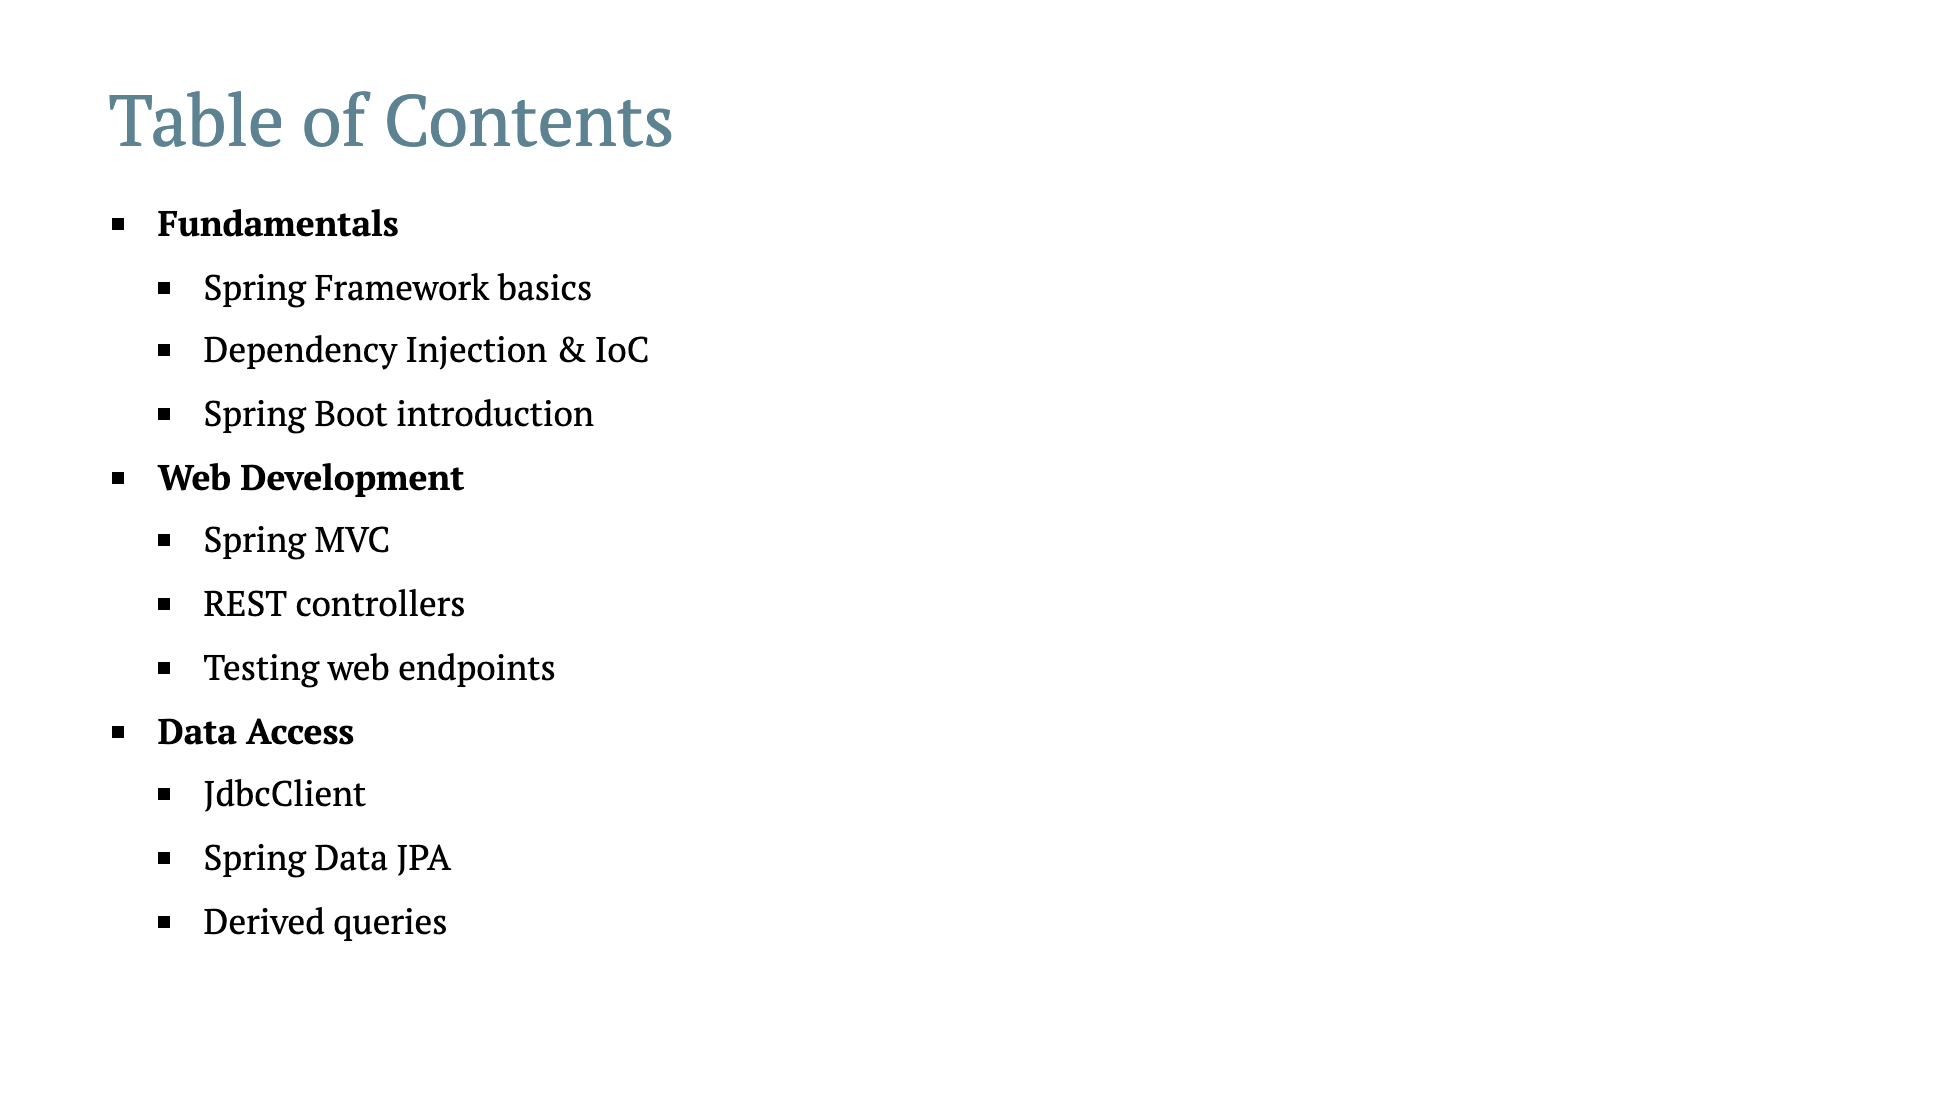 Table of Contents
▪ Fundamentals
▪ Spring Framework basics
▪ Dependency Injection & IoC
▪ Spring Boot introduction
▪ Web Development
▪ Spring MVC
▪ REST controllers
▪ Testing web endpoints
▪ Data Access
▪ JdbcClient
▪ Spring Data JPA
▪ Derived queries